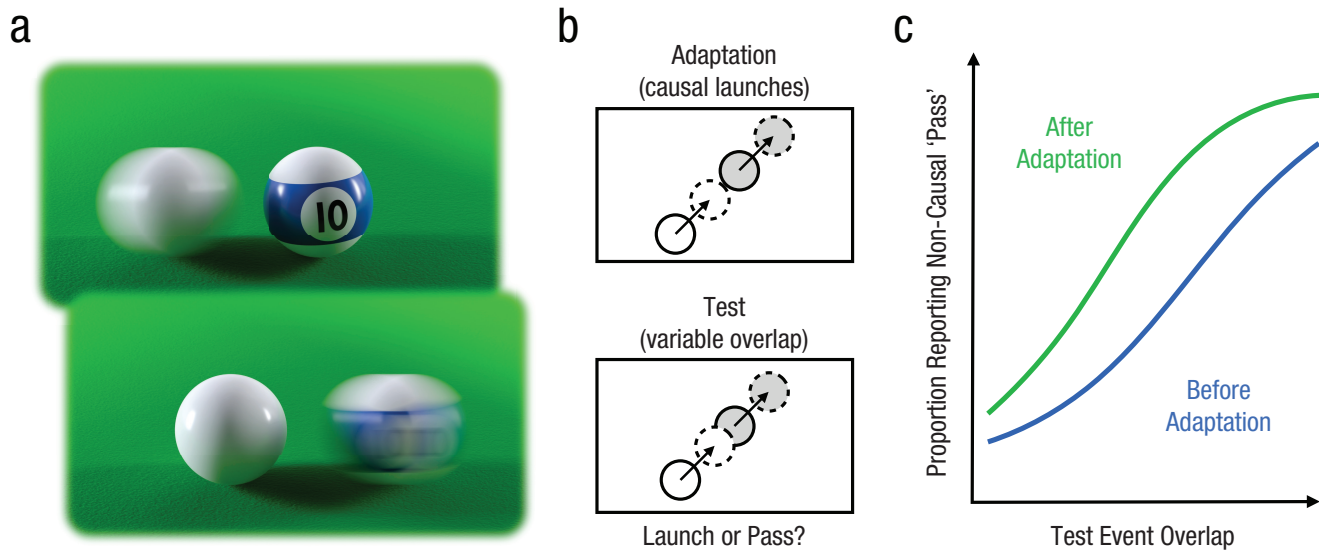 a
10
b
Adaptation
(causal launches)
Test
(variable overlap)
Launch or Pass?
c
Proportion Reporting Non-Causal ‘Pass’
After
Adaptation
Before
Adaptation
Test Event Overlap